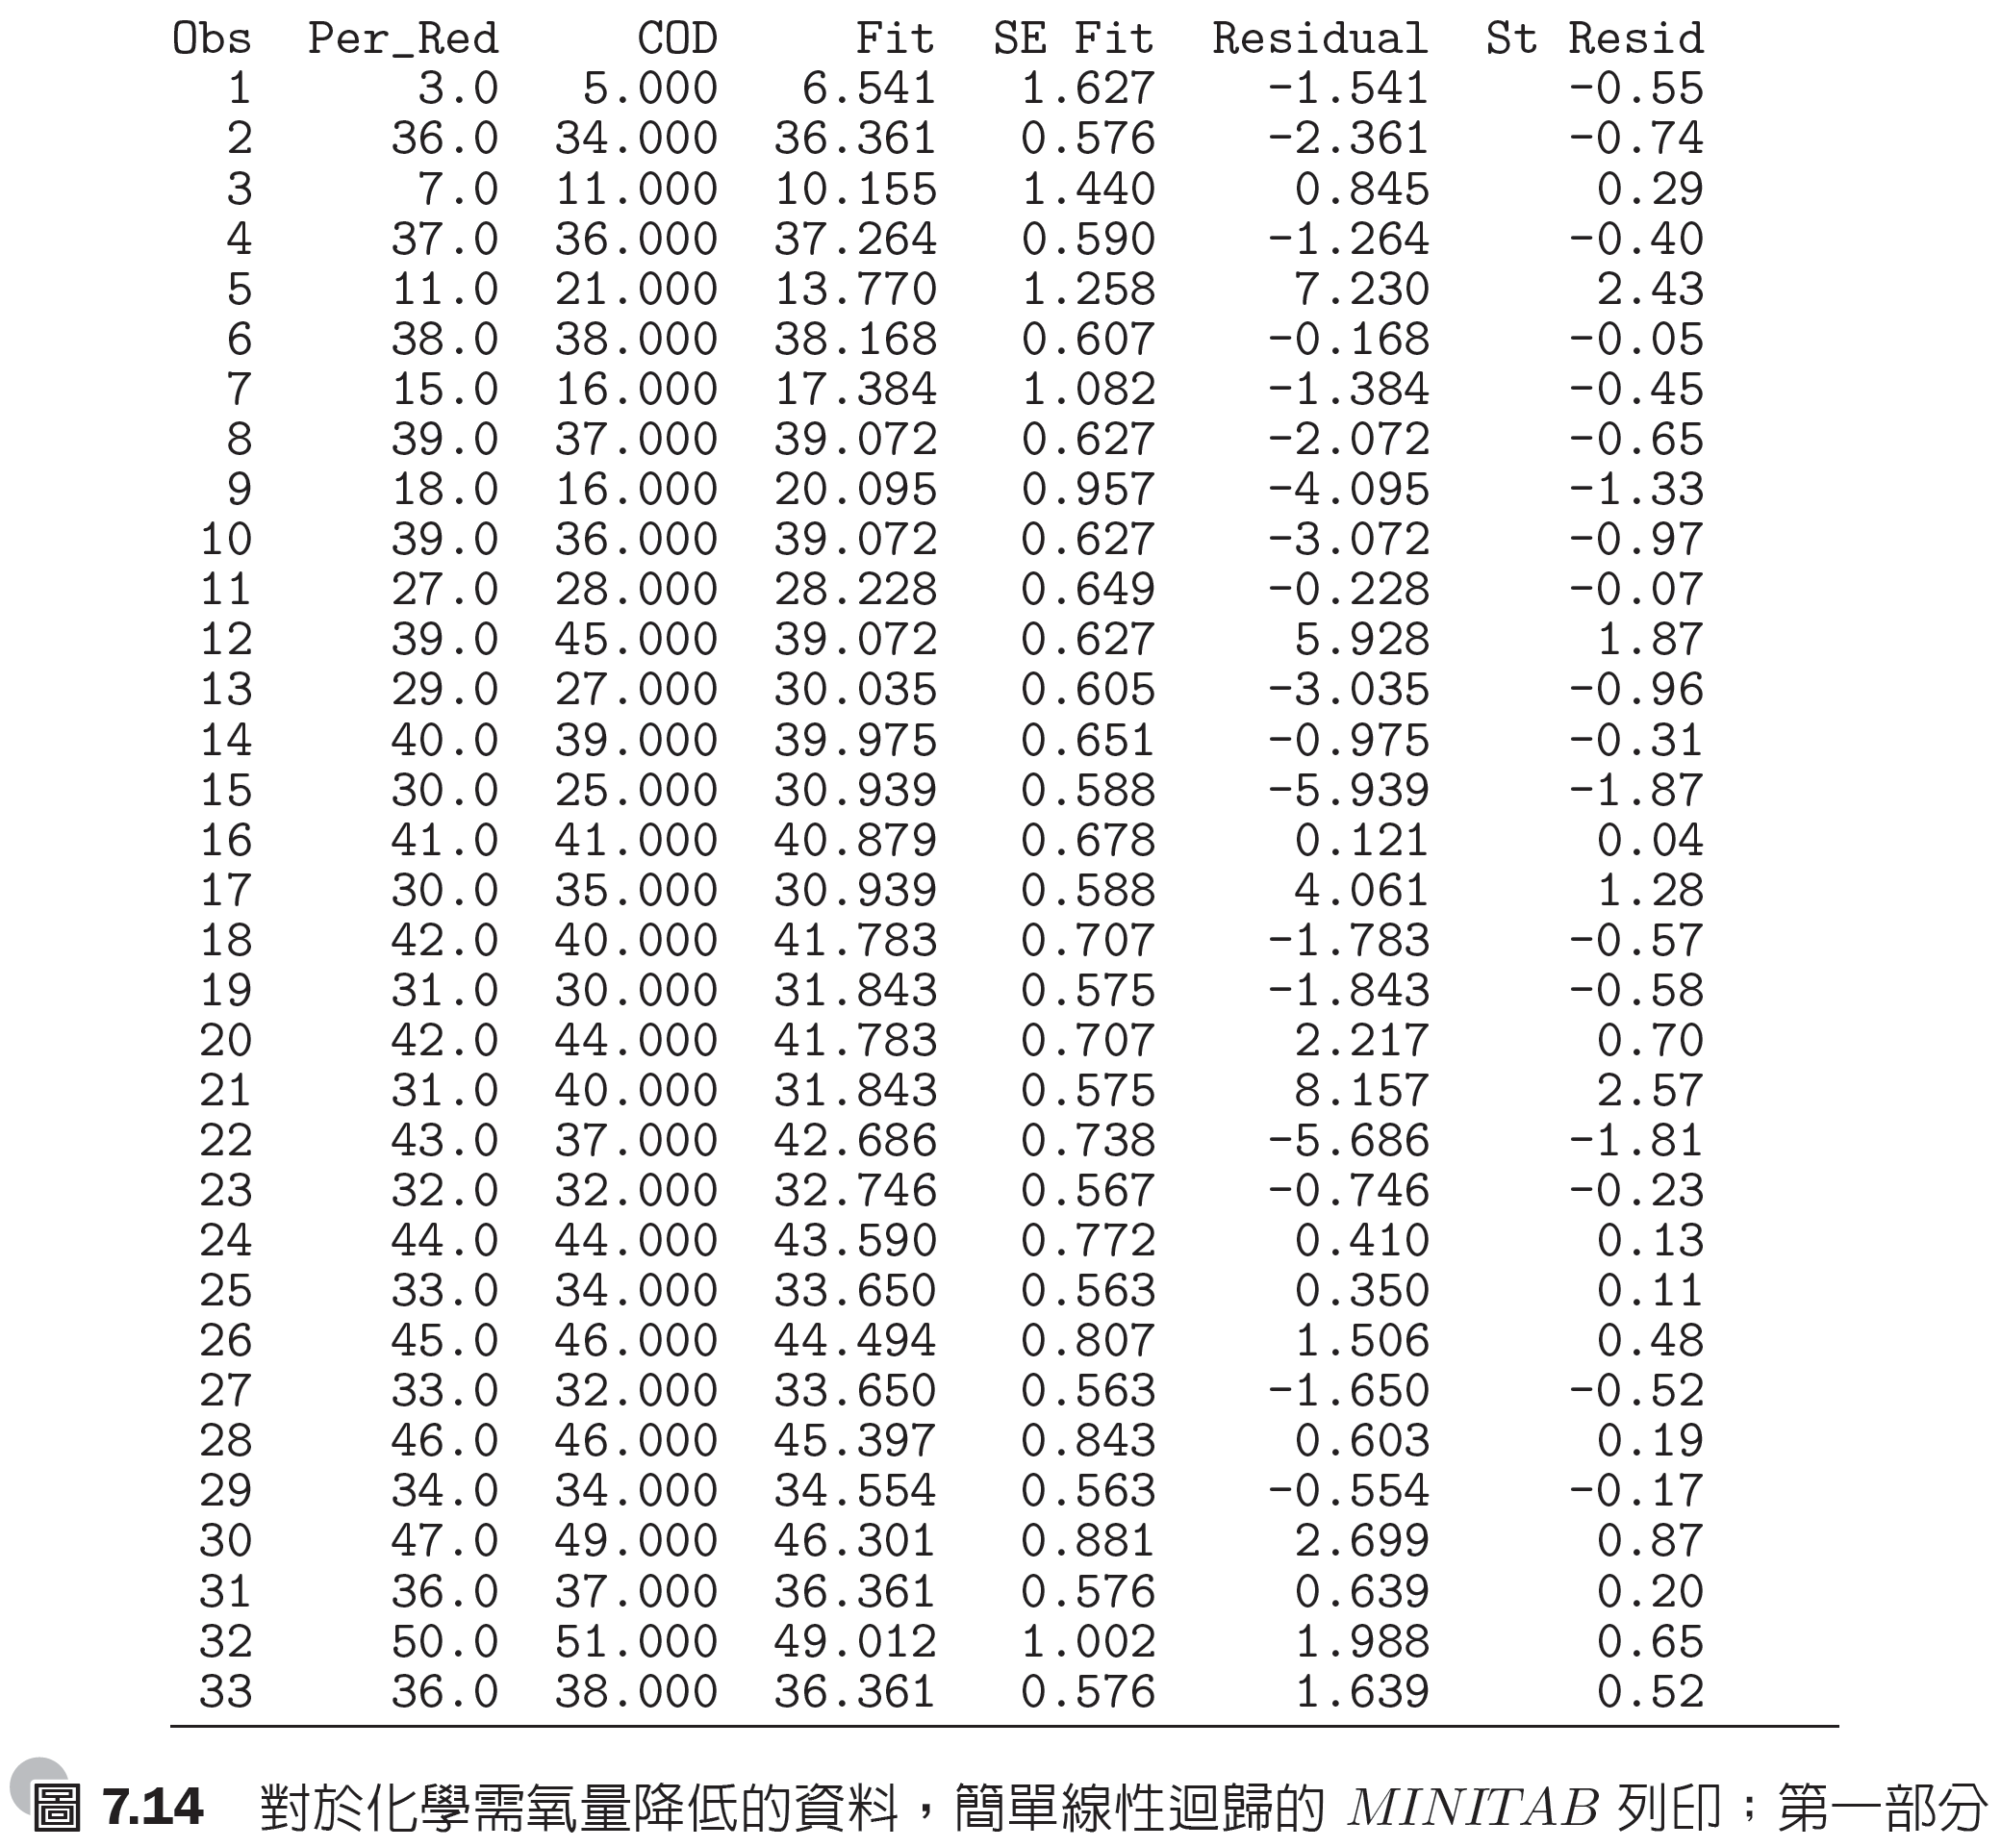 Obs Per_Red COD Fit SE Fit Residual St Resid
1 3.0 5.000 6.541 1.627 -1.541 -0.55
2 36.0 34.000 36.361 0.576 -2.361 -0.74
3 7.0 11.000 10.155 1.440 0.845 0.29
4 37.0 36.000 37.264 0.590 -1.264 -0.40
5 11.0 21.000 13.770 1.258 7.230 2.43
6 38.0 38.000 38.168 0.607 -0.168 -0.05
7 15.0 16.000 17.384 1.082 -1.384 -0.45
8 39.0 37.000 39.072 0.627 -2.072 -0.65
9 18.0 16.000 20.095 0.957 -4.095 -1.33
10 39.0 36.000 39.072 0.627 -3.072 -0.97
11 27.0 28.000 28.228 0.649 -0.228 -0.07
12 39.0 45.000 39.072 0.627 5.928 1.87
13 29.0 27.000 30.035 0.605 -3.035 -0.96
14 40.0 39.000 39.975 0.651 -0.975 -0.31
15 30.0 25.000 30.939 0.588 -5.939 -1.87
16 41.0 41.000 40.879 0.678 0.121 0.04
17 30.0 35.000 30.939 0.588 4.061 1.28
18 42.0 40.000 41.783 0.707 -1.783 -0.57
19 31.0 30.000 31.843 0.575 -1.843 -0.58
20 42.0 44.000 41.783 0.707 2.217 0.70
21 31.0 40.000 31.843 0.575 8.157 2.57
22 43.0 37.000 42.686 0.738 -5.686 -1.81
23 32.0 32.000 32.746 0.567 -0.746 -0.23
24 44.0 44.000 43.590 0.772 0.410 0.13
25 33.0 34.000 33.650 0.563 0.350 0.11
26 45.0 46.000 44.494 0.807 1.506 0.48
27 33.0 32.000 33.650 0.563 -1.650 -0.52
28 46.0 46.000 45.397 0.843 0.603 0.19
29 34.0 34.000 34.554 0.563 -0.554 -0.17
30 47.0 49.000 46.301 0.881 2.699 0.87
31 36.0 37.000 36.361 0.576 0.639 0.20
32 50.0 51.000 49.012 1.002 1.988 0.65
33 36.0 38.000 36.361 0.576 1.639 0.52
圖 7.14 對於化學需氧量降低的資料，簡單線性迴歸的 MINITAB 列印；第一部分